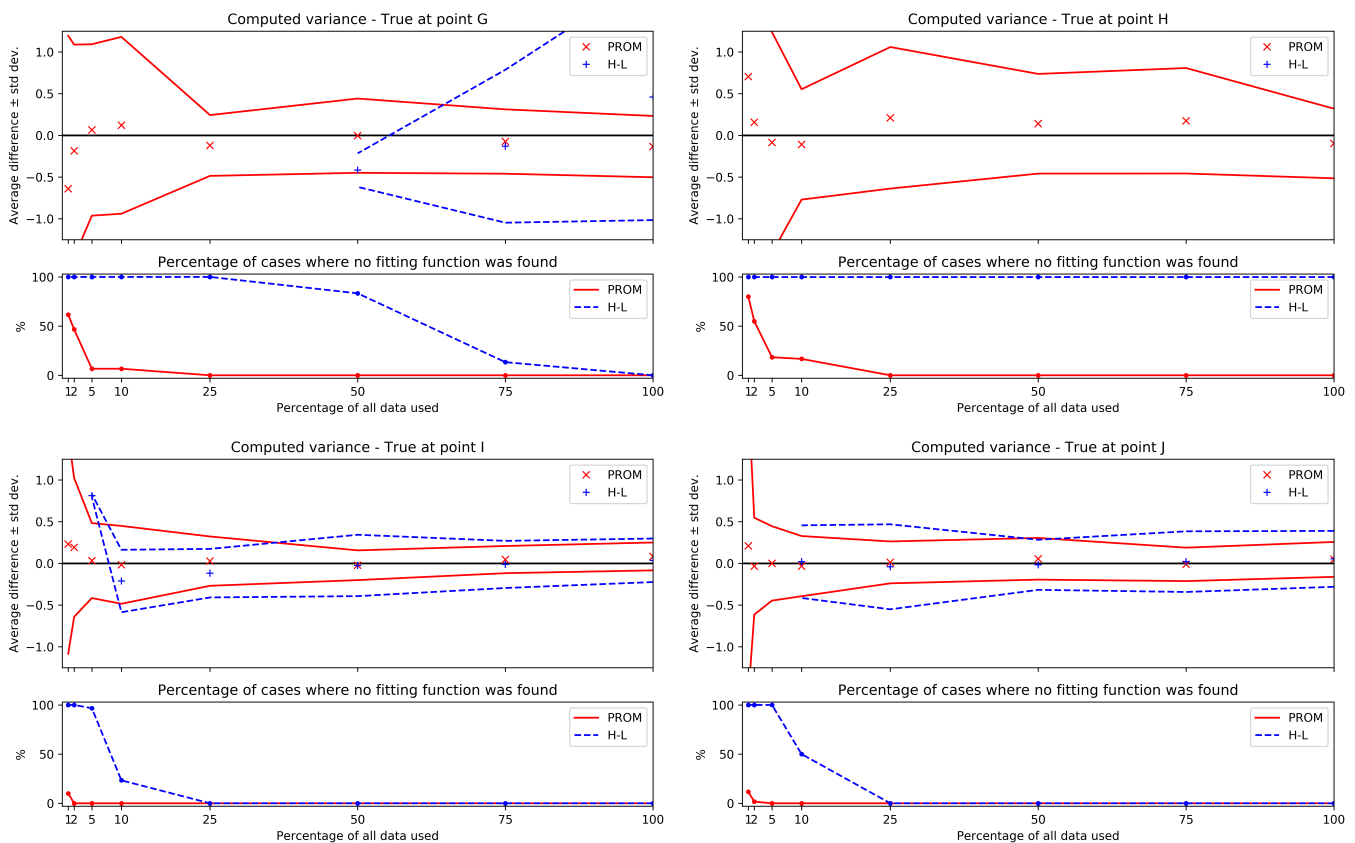 Computed variance - True at point G
Average difference ± std dev.
1.0
0.5
0.0
−0.5
−1.0
PROM
H-L
Percentage of cases where no fitting function was found
%
100
50
0
PROM
H-L
1 2 5 10 25 50 75 100
Percentage of all data used
Computed variance - True at point H
Average difference ± std dev.
1.0
0.5
0.0
−0.5
−1.0
PROM
H-L
Percentage of cases where no fitting function was found
%
100
50
0
PROM
H-L
1 2 5 10 25 50 75 100
Percentage of all data used
Computed variance - True at point I
Average difference ± std dev.
1.0
0.5
0.0
−0.5
−1.0
PROM
H-L
Percentage of cases where no fitting function was found
%
100
50
0
PROM
H-L
1 2 5 10 25 50 75 100
Percentage of all data used
Computed variance - True at point J
Average difference ± std dev.
1.0
0.5
0.0
−0.5
−1.0
PROM
H-L
Percentage of cases where no fitting function was found
%
100
50
0
PROM
H-L
1 2 5 10 25 50 75 100
Percentage of all data used